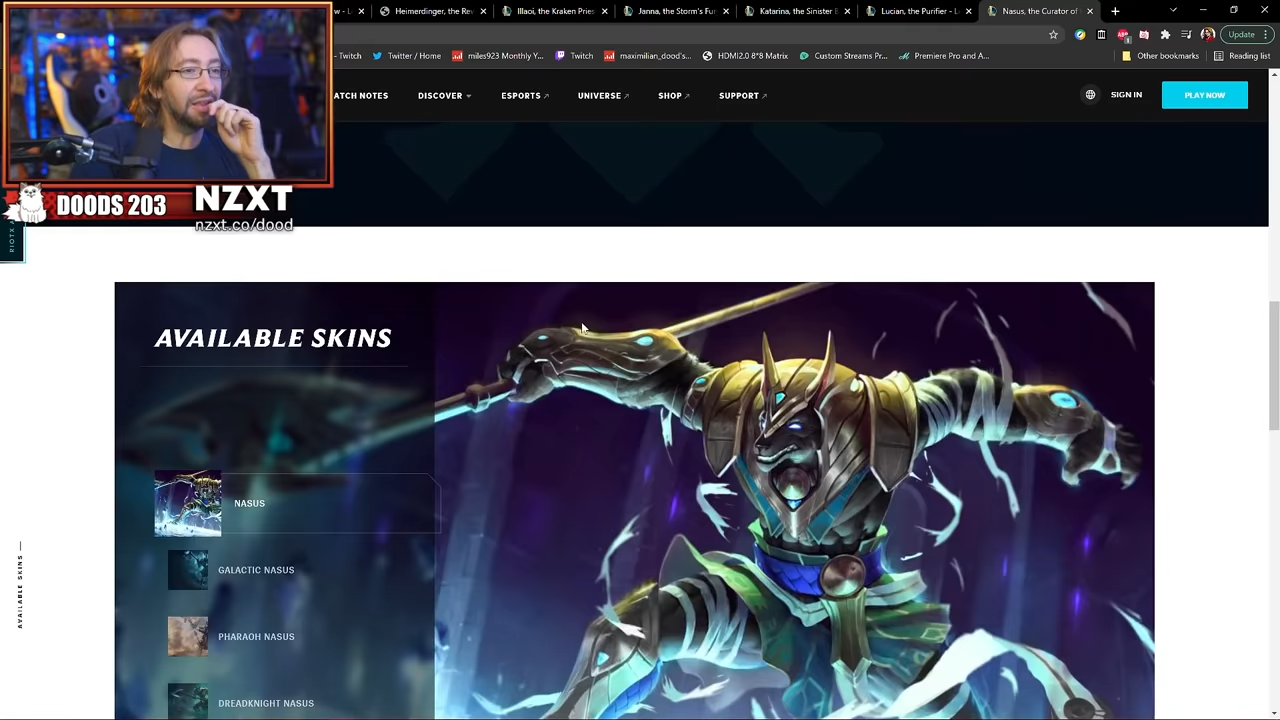 Heimerdinger, the Re
Illaoi, the Kraken Pries
Janna, the Storm's Fur
Katarina, the Sinister B
Lucian, the Purifier - L
Nasus, the Curator of
- Twitch
Twitter / Home
miles923 Monthly Y...
Twitch
maximilian_dood's...
HDMI2.0 8*8 Matrix
Custom Streams Pr...
Premiere Pro and A...
Other bookmarks
Reading list
Update
ATCH NOTES
DISCOVER
ESPORTS
UNIVERSE
SHOP
SUPPORT
SIGN IN
PLAY NOW
DOODS 203
NZXT
nzxt.co/dood
RIOTX
AVAILABLE SKINS
NASUS
GALACTIC NASUS
PHARAOH NASUS
DREADKNIGHT NASUS
AVAILABLE SKINS